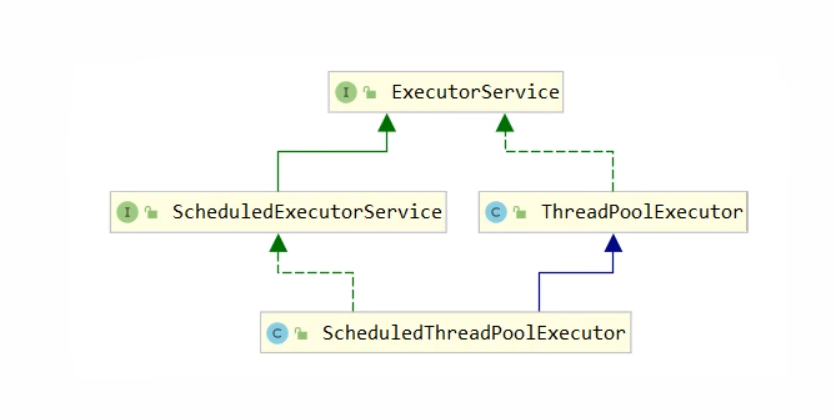 I ExecutorService
I ScheduledExecutorService
C ThreadPoolExecutor
C ScheduledThreadPoolExecutor